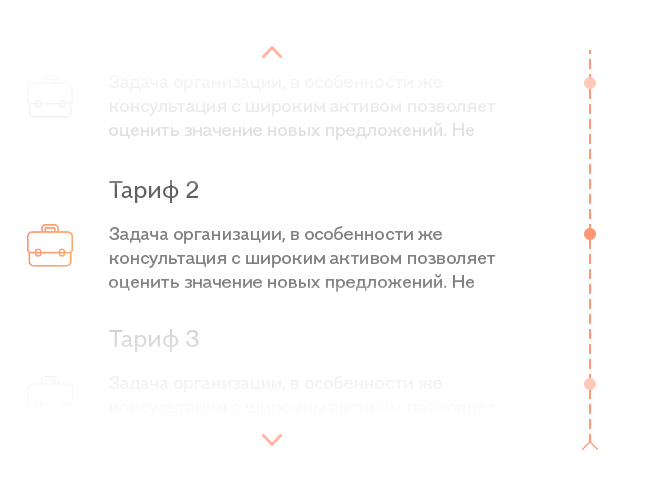 Задача организации, в особенности же
консультация с широким активом позволяет
оценить значение новых предложений. Не
Тариф 2
Задача организации, в особенности же
консультация с широким активом позволяет
оценить значение новых предложений. Не
Тариф 3
Задача организации, в особенности же
консультация с широким активом позволяет